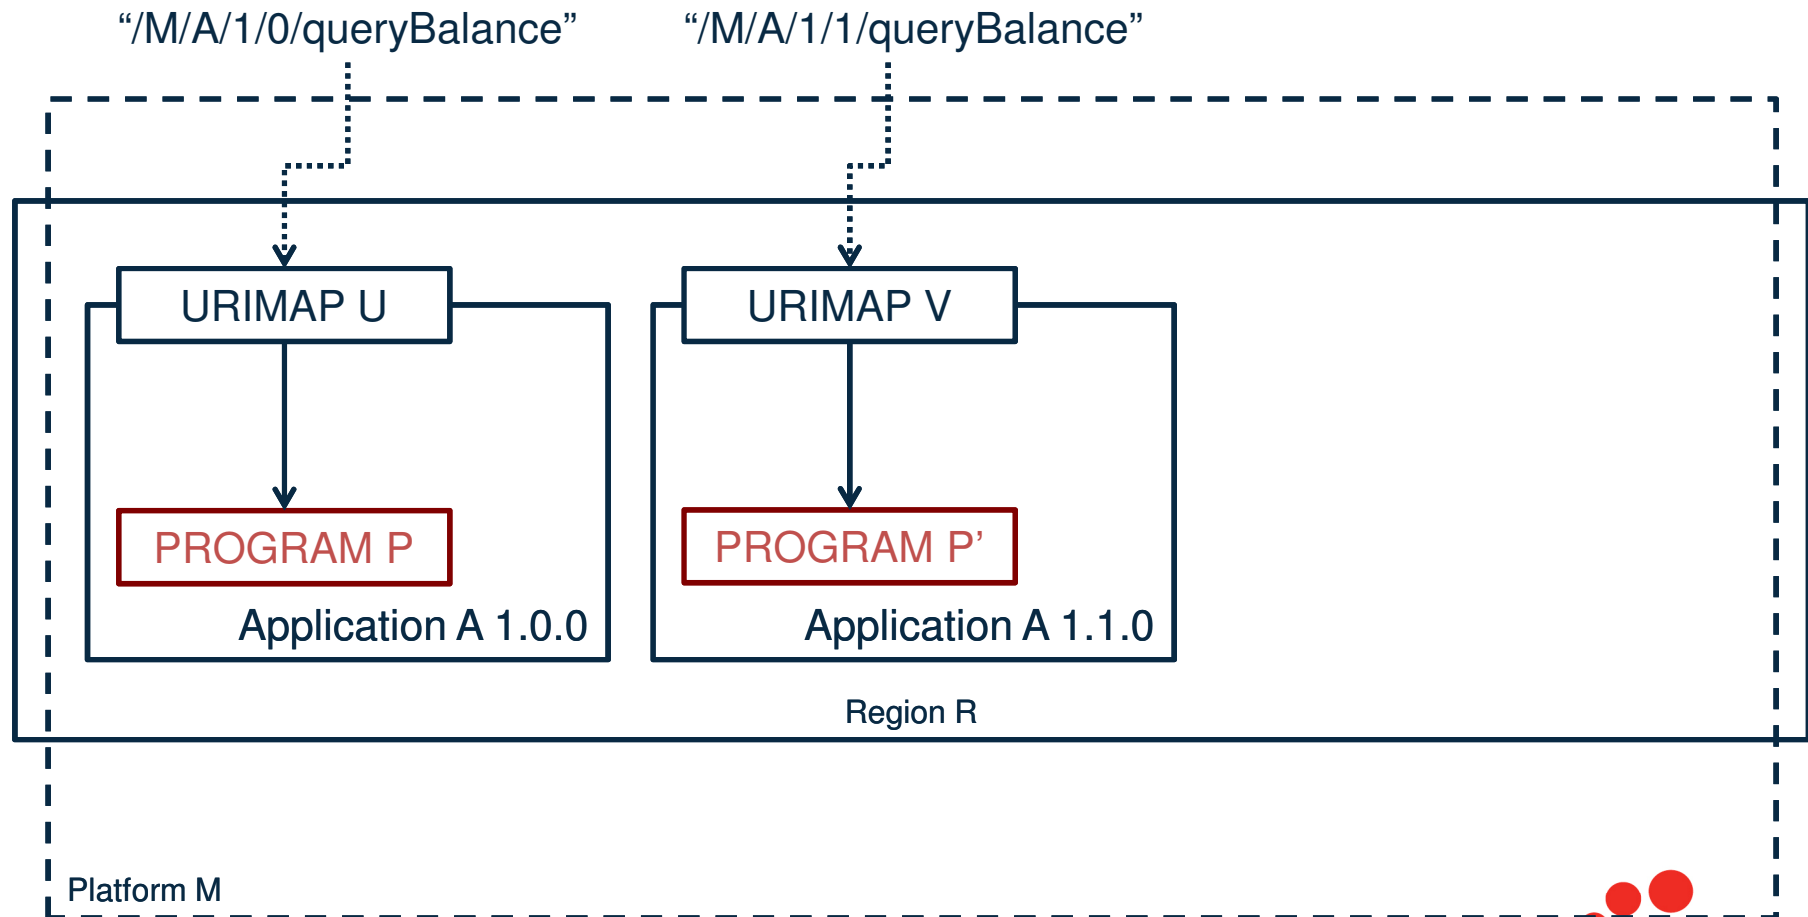 “/M/A/1/0/queryBalance”
“/M/A/1/1/queryBalance”
URIMAP U
URIMAP V
PROGRAM P
PROGRAM P’
Application A 1.0.0
Application A 1.1.0
Region R
Platform M